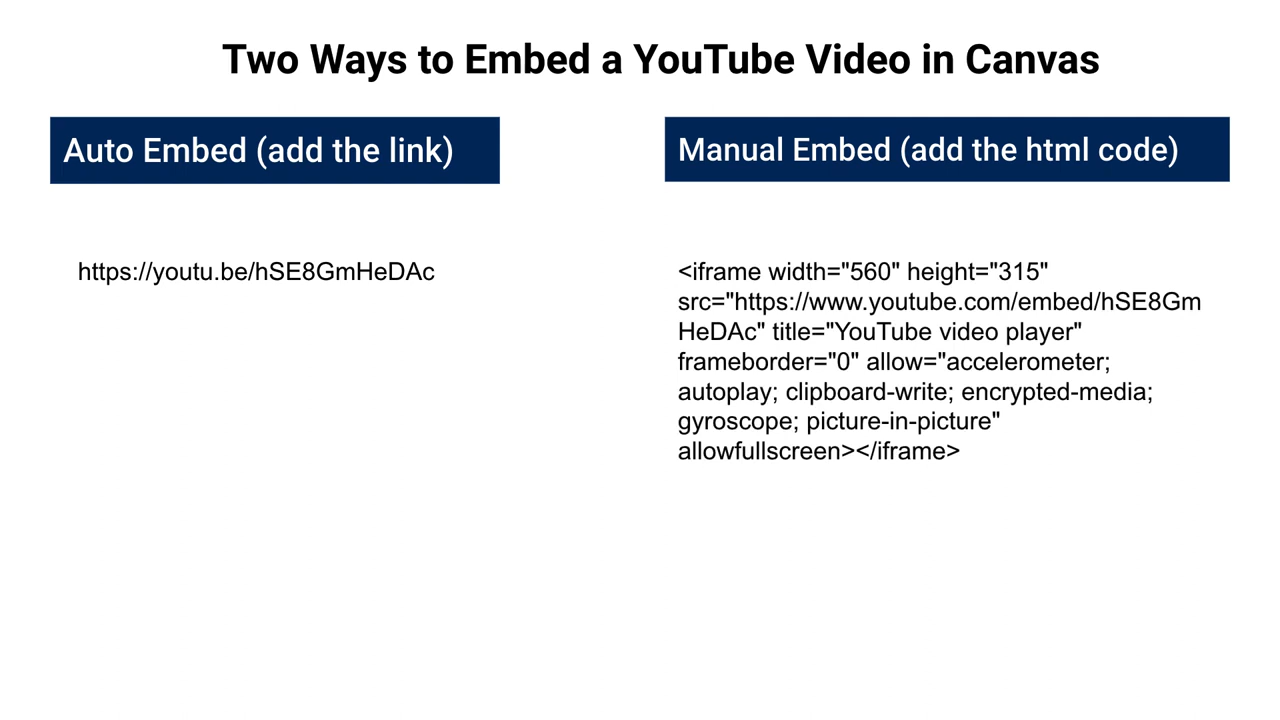 Two Ways to Embed a YouTube Video in Canvas
Auto Embed (add the link)
https://youtu.be/hSE8GmHeDAc
Manual Embed (add the html code)
<iframe width="560" height="315"
src="https://www.youtube.com/embed/hSE8Gm
HeDAc" title="YouTube video player"
frameborder="0" allow="accelerometer;
autoplay; clipboard-write; encrypted-media;
gyroscope; picture-in-picture"
allowfullscreen></iframe>